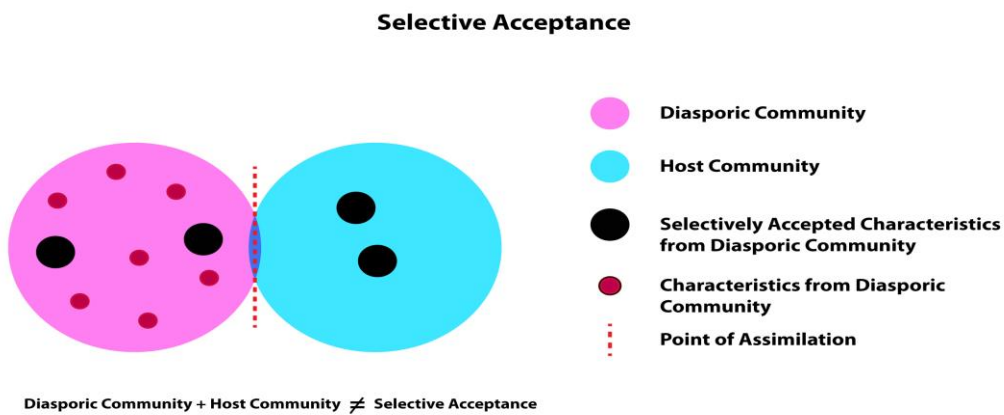 Selective Acceptance
Diasporic Community
Host Community
Selectively Accepted Characteristics
from Diasporic Community
Characteristics from Diasporic
Community
Point of Assimilation
Diasporic Community + Host Community ≠ Selective Acceptance